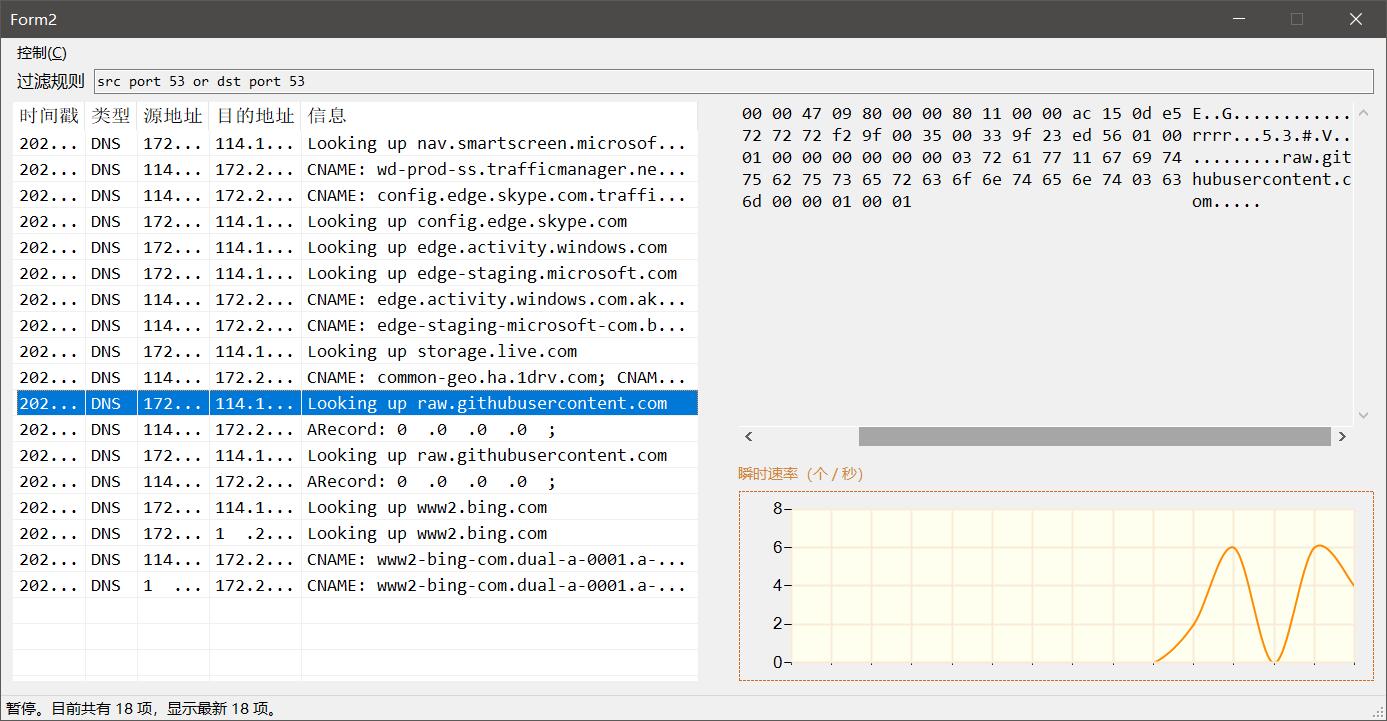 Form2
控制(C)
过滤规则 src port 53 or dst port 53
时间戳 类型 源地址 目的地址 信息
202... DNS 172... 114.1... Looking up nav.smartscreen.microsof...
202... DNS 114... 172.2... CNAME: wd-prod-ss.trafficmanager.ne...
202... DNS 114... 172.2... CNAME: config.edge.skype.com.traffi...
202... DNS 172... 114.1... Looking up config.edge.skype.com
202... DNS 172... 114.1... Looking up edge.activity.windows.com
202... DNS 172... 114.1... Looking up edge-staging.microsoft.com
202... DNS 114... 172.2... CNAME: edge.activity.windows.com.ak...
202... DNS 114... 172.2... CNAME: edge-staging-microsoft-com.b...
202... DNS 172... 114.1... Looking up storage.live.com
202... DNS 114... 172.2... CNAME: common-geo.ha.1drv.com; CNAM...
202... DNS 172... 114.1... Looking up raw.githubusercontent.com
202... DNS 114... 172.2... ARecord: 0  .0  .0  .0  ;
202... DNS 172... 114.1... Looking up raw.githubusercontent.com
202... DNS 114... 172.2... ARecord: 0  .0  .0  .0  ;
202... DNS 172... 114.1... Looking up www2.bing.com
202... DNS 172... 1  .2... Looking up www2.bing.com
202... DNS 114... 172.2... CNAME: www2-bing-com.dual-a-0001.a-...
202... DNS 1  ... 172.2... CNAME: www2-bing-com.dual-a-0001.a-...
00 00 47 09 80 00 00 80 11 00 00 ac 15 0d e5 E..G............
72 72 72 f2 9f 00 35 00 33 9f 23 ed 56 01 00 rrrr...5.3.#.V..
01 00 00 00 00 00 00 03 72 61 77 11 67 69 74 .........raw.git
75 62 75 73 65 72 63 6f 6e 74 65 6e 74 03 63 hubusercontent.c
6d 00 00 01 00 01 om.....
瞬时速率（个 / 秒）
8
6
4
2
0
暂停。目前共有 18 项，显示最新 18 项。